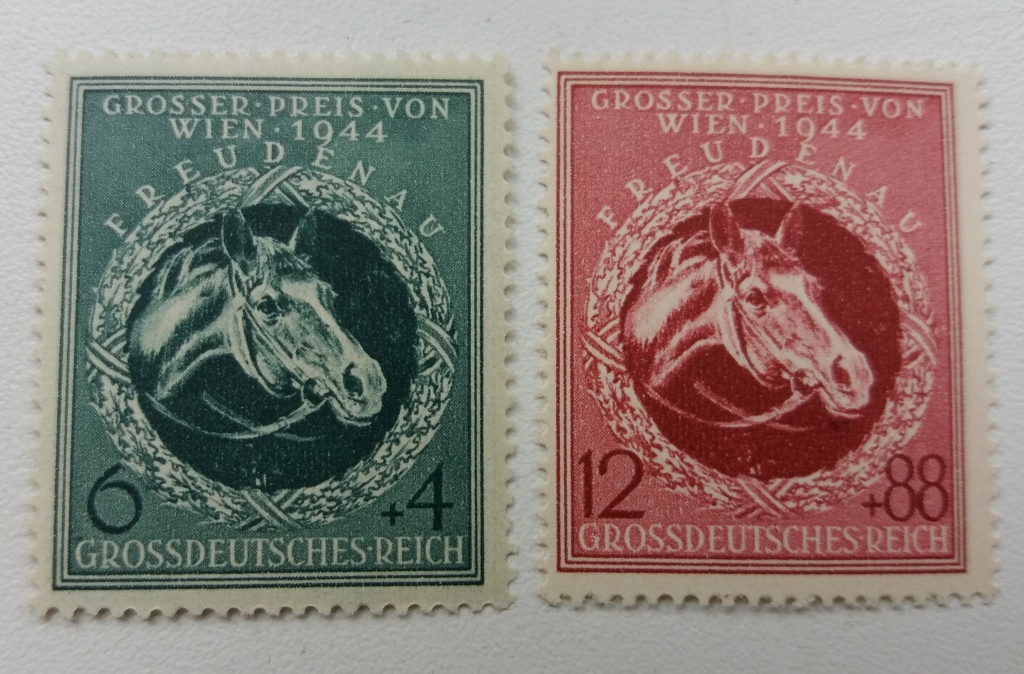 GROSSER·PREIS·VON
WIEN·1944
FREUDENAU
6 +4
GROSSDEUTSCHES·REICH
GROSSER·PREIS·VON
WIEN·1944
FREUDENAU
12 +88
GROSSDEUTSCHES·REICH